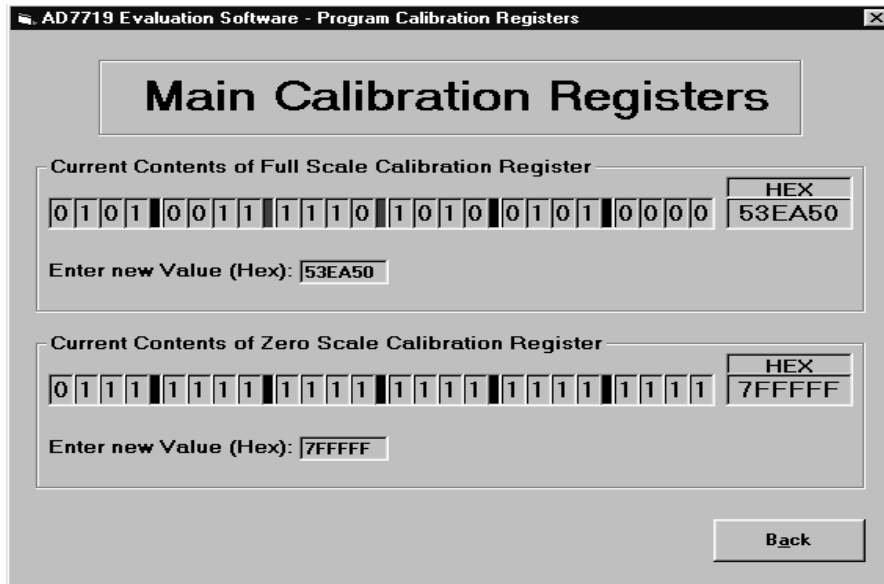 AD7719 Evaluation Software - Program Calibration Registers
Main Calibration Registers
Current Contents of Full Scale Calibration Register
HEX
0 1 0 1 0 0 1 1 1 1 1 0 1 0 1 0 0 1 0 1 0 0 0 0 53EA50
Enter new Value (Hex): 53EA50
Current Contents of Zero Scale Calibration Register
HEX
0 1 1 1 1 1 1 1 1 1 1 1 1 1 1 1 1 1 1 1 1 1 1 1 7FFFFF
Enter new Value (Hex): 7FFFFF
Back